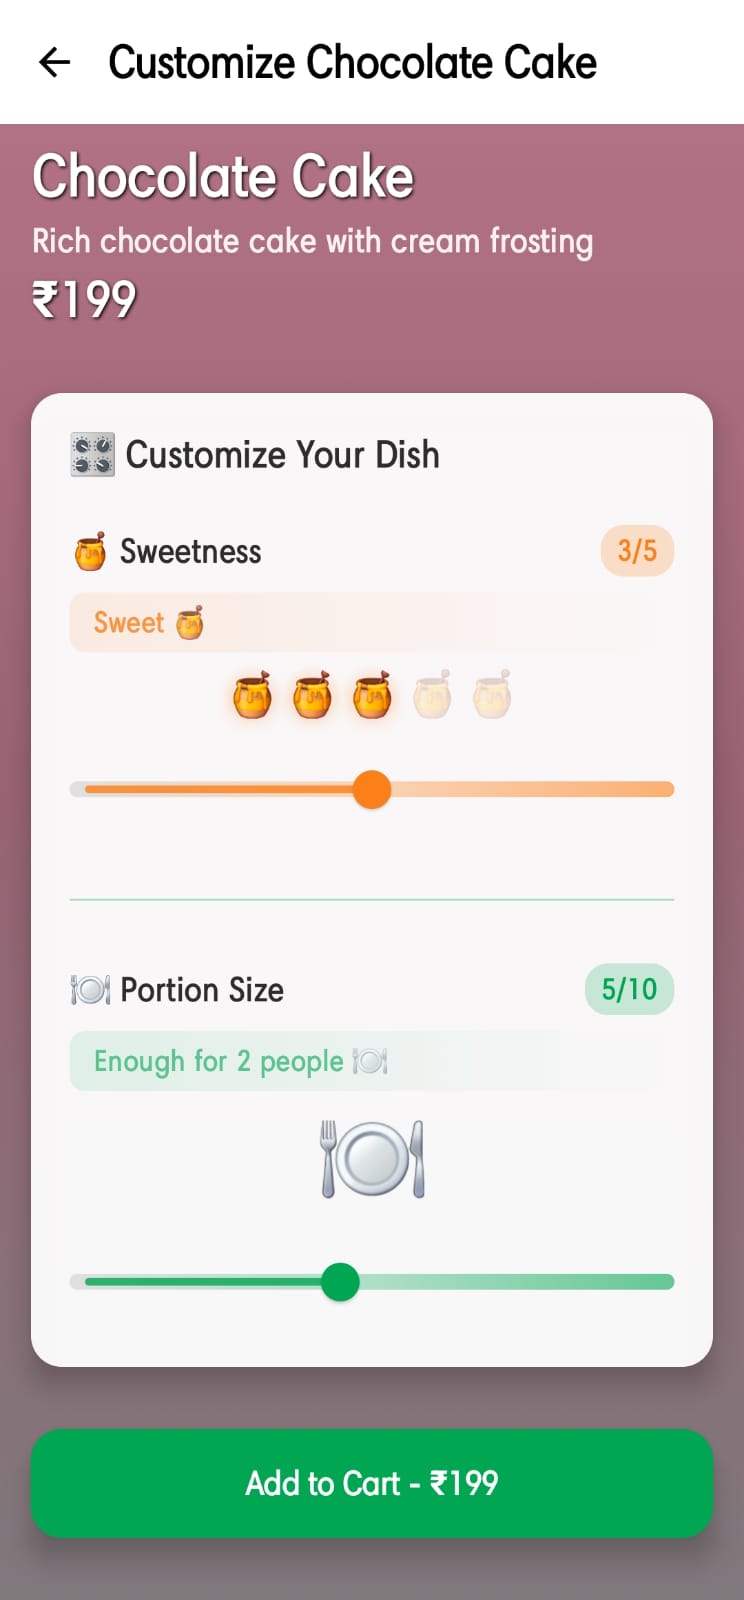 Customize Chocolate Cake
Chocolate Cake
Rich chocolate cake with cream frosting
₹199
Customize Your Dish
Sweetness
3/5
Sweet
Portion Size
5/10
Enough for 2 people
Add to Cart - ₹199